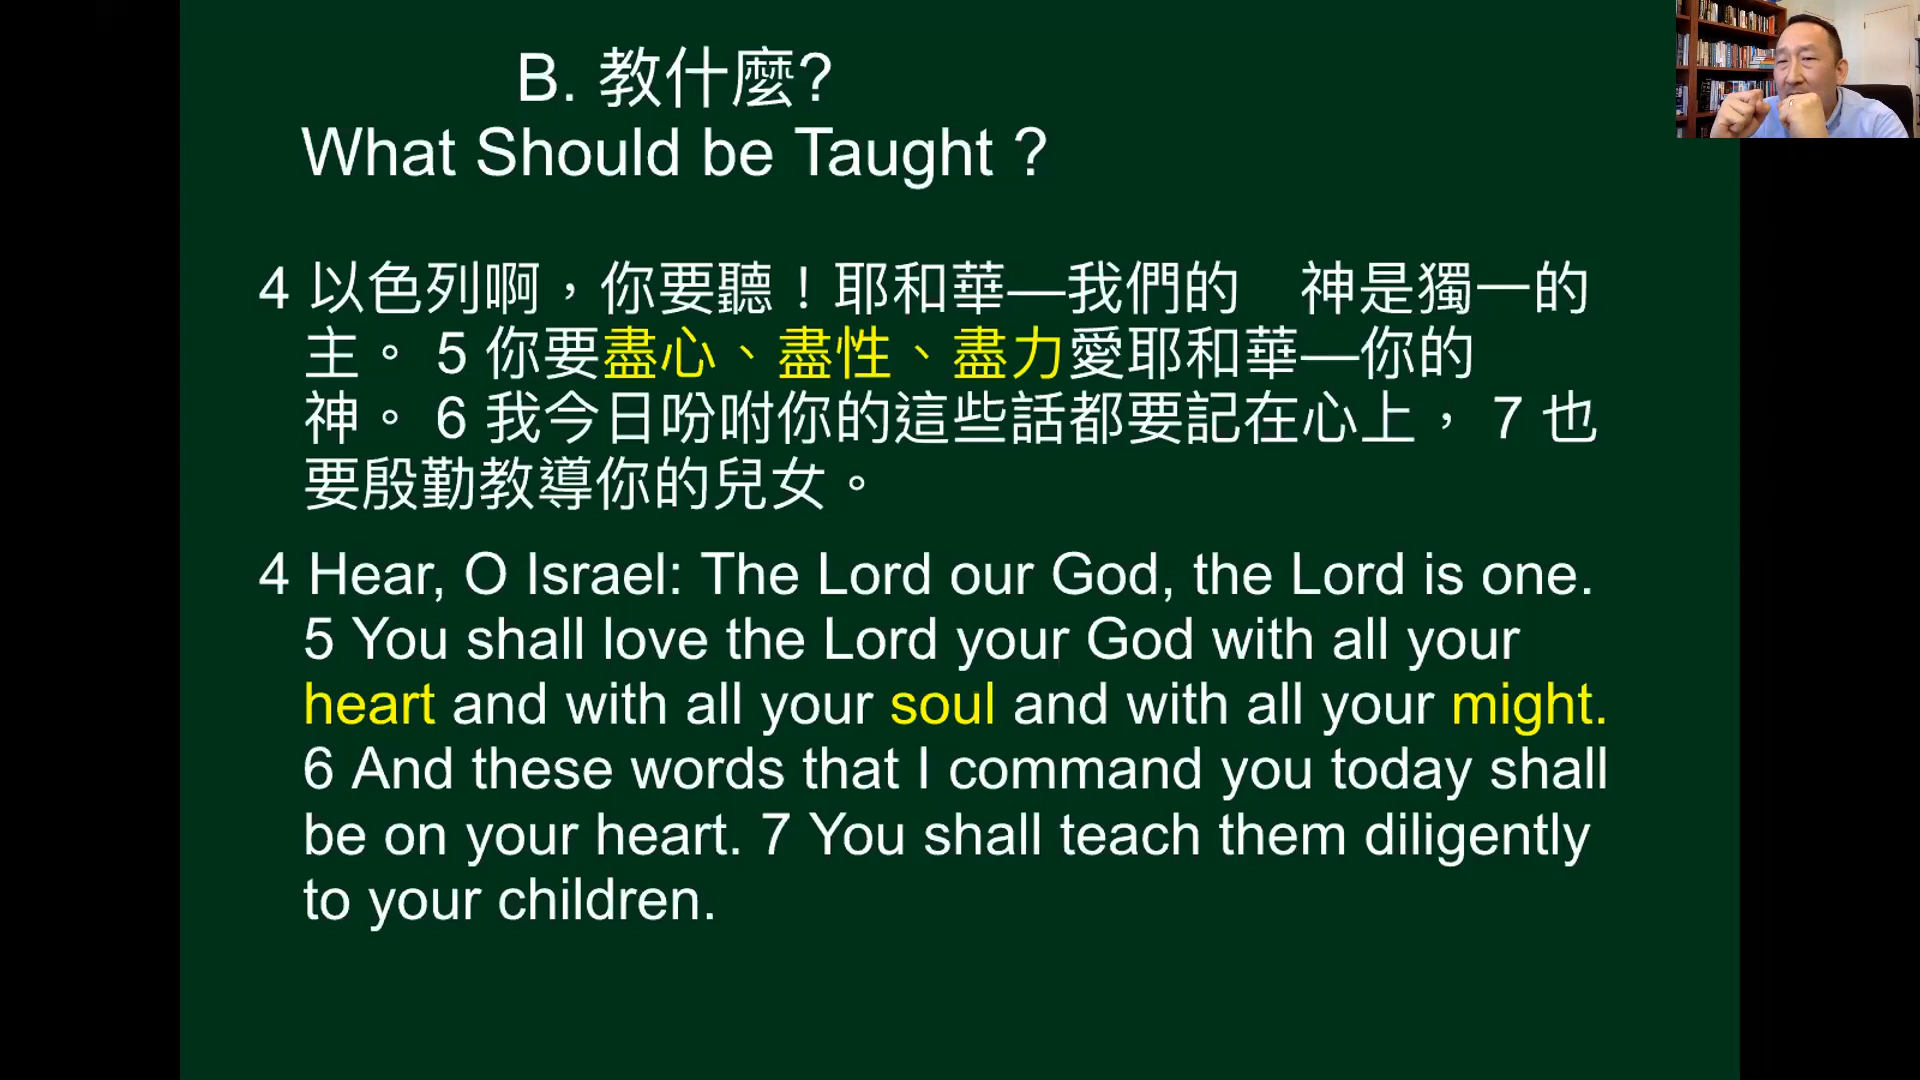 B. 教什麼?
What Should be Taught ?
4 以色列啊，你要聽！耶和華—我們的　神是獨一的
主。 5 你要盡心、盡性、盡力愛耶和華—你的
神。 6 我今日吩咐你的這些話都要記在心上， 7 也
要殷勤教導你的兒女。
4 Hear, O Israel: The Lord our God, the Lord is one.
5 You shall love the Lord your God with all your
heart and with all your soul and with all your might.
6 And these words that I command you today shall
be on your heart. 7 You shall teach them diligently
to your children.